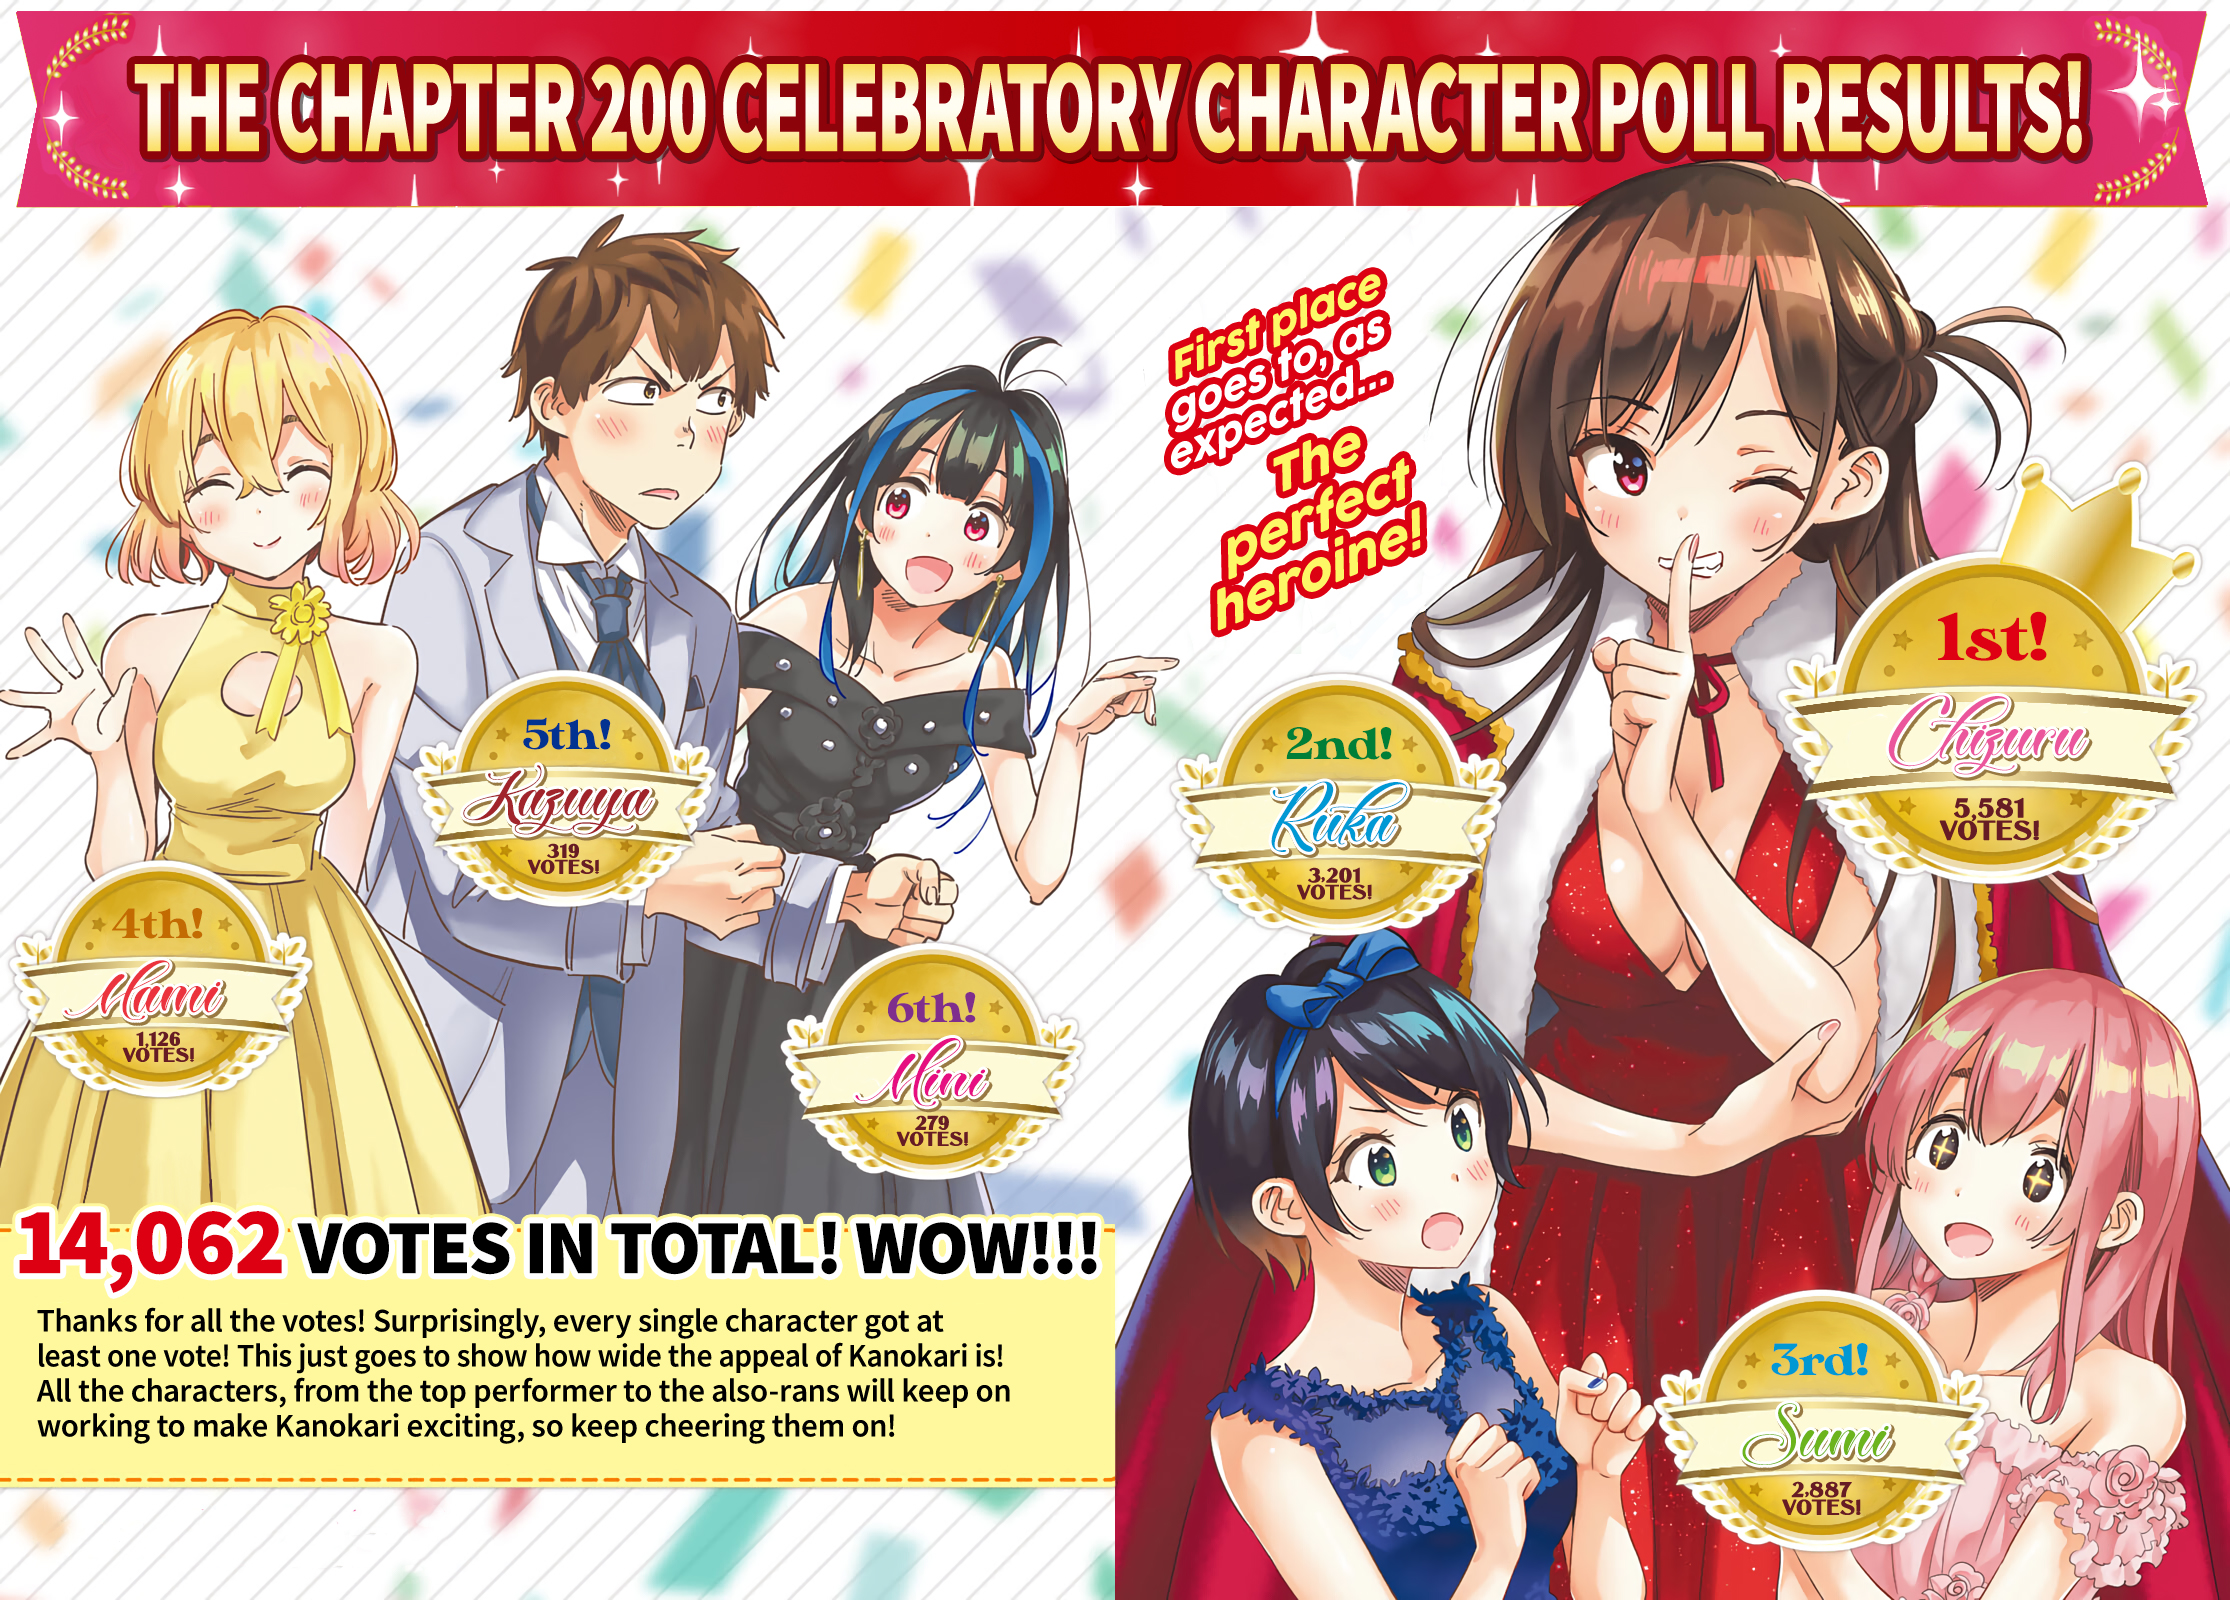 THE CHAPTER 200 CELEBRATORY CHARACTER POLL RESULTS!
First place
goes to, as
expected...
The
perfect
heroine!
1st!
Chizuru
5,581
VOTES!
2nd!
Ruka
3,201
VOTES!
3rd!
Sumi
2,887
VOTES!
4th!
Mami
1,126
VOTES!
5th!
Kazuya
319
VOTES!
6th!
Mini
279
VOTES!
14,062 VOTES IN TOTAL! WOW!!!
Thanks for all the votes! Surprisingly, every single character got at
least one vote! This just goes to show how wide the appeal of Kanokari is!
All the characters, from the top performer to the also-rans will keep on
working to make Kanokari exciting, so keep cheering them on!